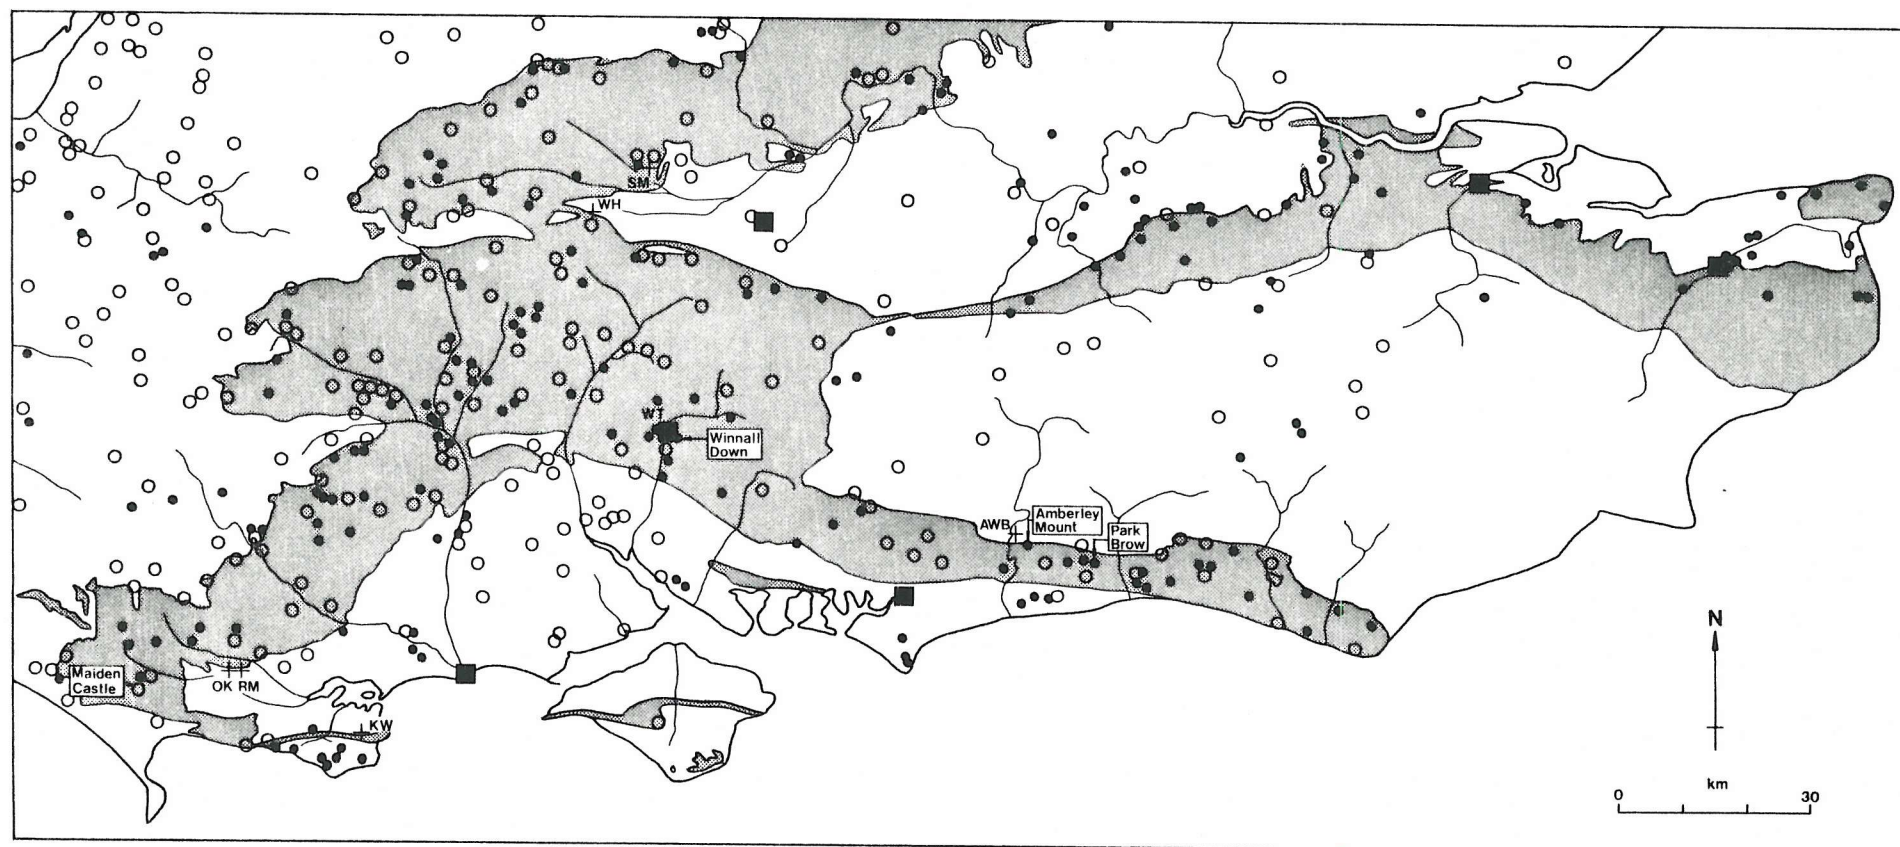 SM
WH
WT
Winnall
Down
AWB
Amberley
Mount
Park
Brow
Maiden
Castle
OK RM
KW
N
km
0 30